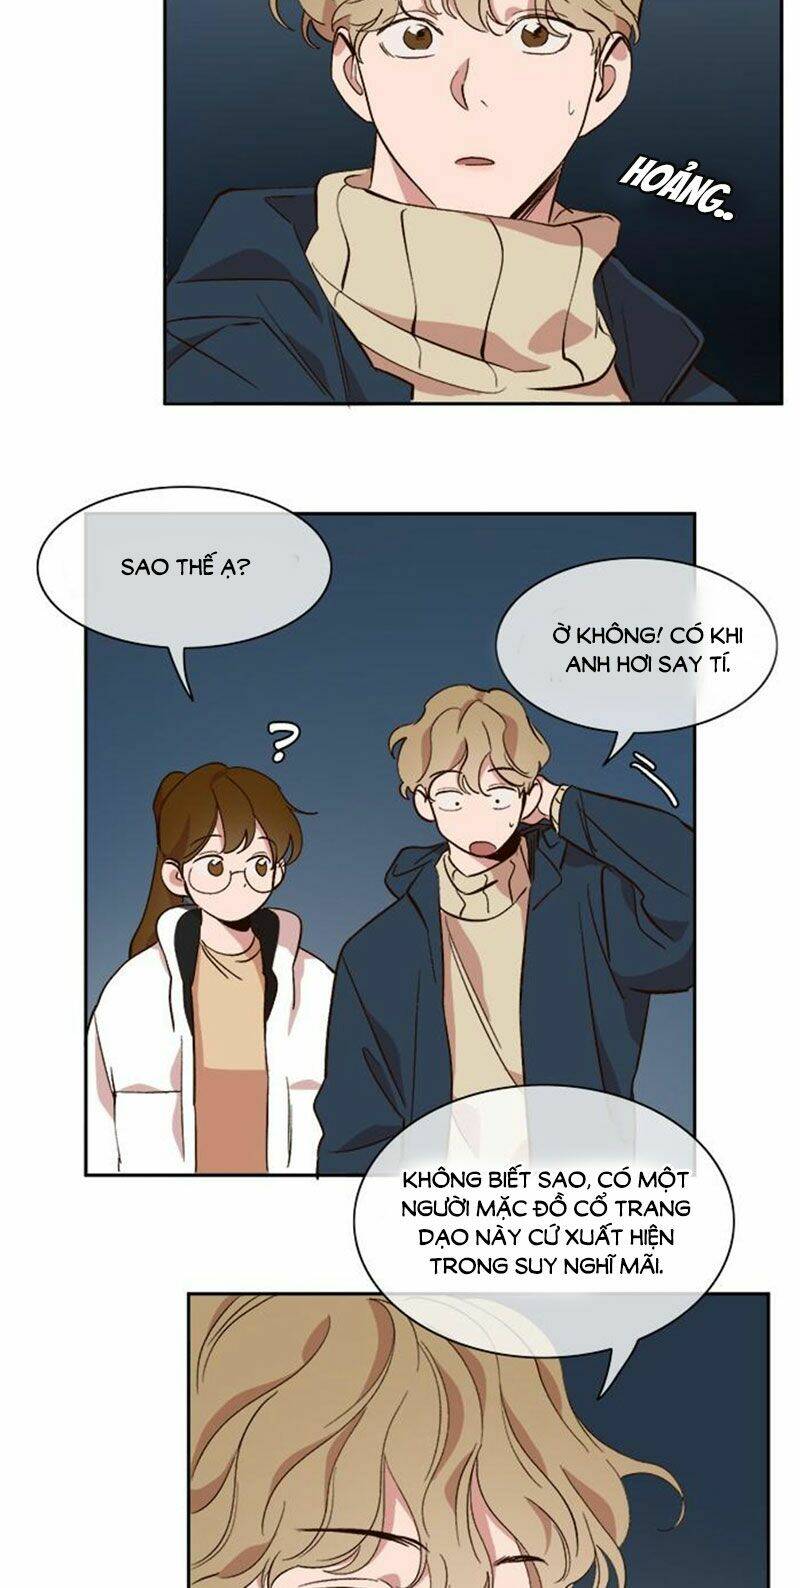 HOẢNG..
SAO THẾ Ạ?
Ờ KHÔNG! CÓ KHI
ANH HƠI SAY TÍ.
?
KHÔNG BIẾT SAO, CÓ MỘT
NGƯỜI MẶC ĐỒ CỔ TRANG
DẠO NÀY CỨ XUẤT HIỆN
TRONG SUY NGHĨ MÃI.